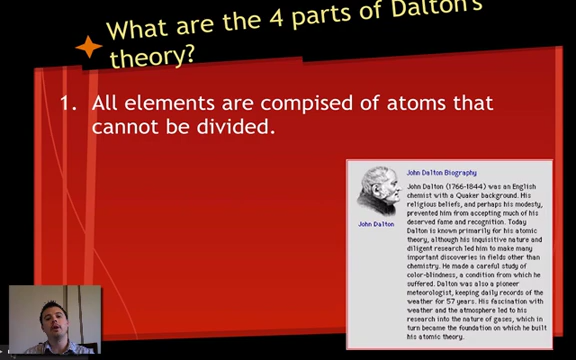 What are the 4 parts of Dalton's
theory?
1. All elements are compised of atoms that
cannot be divided.
John Dalton Biography
John Dalton (1766-1844) was an English
chemist with a Quaker background. His
religious beliefs, and perhaps his modesty,
prevented him from accepting much of his
deserved fame and recognition. Today
Dalton is known primarily for his atomic
theory, although his inquisitive nature and
diligent research led him to make many
important discoveries in fields other than
chemistry. He made a careful study of
color-blindness, a condition from which he
suffered. Dalton was also a pioneer
meteorologist, keeping daily records of the
weather for 57 years. His fascination with
weather and the atmosphere led to his
research into the nature of gases, which in
turn became the foundation on which he built
his atomic theory.
John Dalton